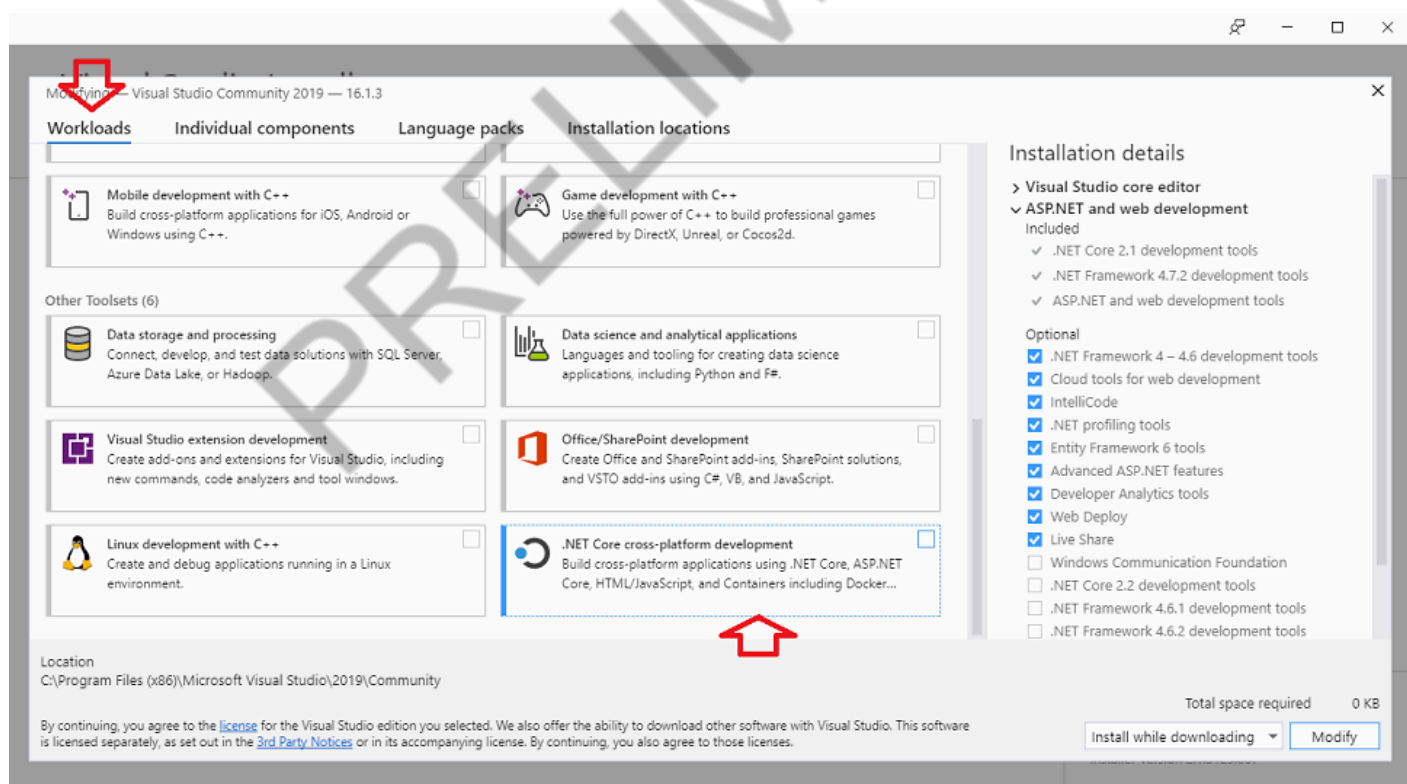 Modifying — Visual Studio Community 2019 — 16.1.3
Workloads Individual components Language packs Installation locations
Mobile development with C++
Build cross-platform applications for iOS, Android or
Windows using C++.
Game development with C++
Use the full power of C++ to build professional games
powered by DirectX, Unreal, or Cocos2d.
Other Toolsets (6)
Data storage and processing
Connect, develop, and test data solutions with SQL Server,
Azure Data Lake, or Hadoop.
Data science and analytical applications
Languages and tooling for creating data science
applications, including Python and F#.
Visual Studio extension development
Create add-ons and extensions for Visual Studio, including
new commands, code analyzers and tool windows.
Office/SharePoint development
Create Office and SharePoint add-ins, SharePoint solutions,
and VSTO add-ins using C#, VB, and JavaScript.
Linux development with C++
Create and debug applications running in a Linux
environment.
.NET Core cross-platform development
Build cross-platform applications using .NET Core, ASP.NET
Core, HTML/JavaScript, and Containers including Docker...
Installation details
Visual Studio core editor
ASP.NET and web development
Included
.NET Core 2.1 development tools
.NET Framework 4.7.2 development tools
ASP.NET and web development tools
Optional
.NET Framework 4 – 4.6 development tools
Cloud tools for web development
IntelliCode
.NET profiling tools
Entity Framework 6 tools
Advanced ASP.NET features
Developer Analytics tools
Web Deploy
Live Share
Windows Communication Foundation
.NET Core 2.2 development tools
.NET Framework 4.6.1 development tools
.NET Framework 4.6.2 development tools
Location
C:\Program Files (x86)\Microsoft Visual Studio\2019\Community
Total space required 0 KB
By continuing, you agree to the license for the Visual Studio edition you selected. We also offer the ability to download other software with Visual Studio. This software
is licensed separately, as set out in the 3rd Party Notices or in its accompanying license. By continuing, you also agree to those licenses.
Install while downloading Modify
PRELIM